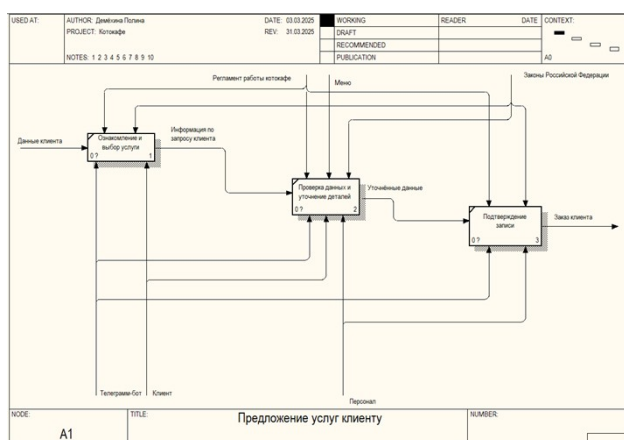 USED AT:
AUTHOR: Демёхина Полина
DATE: 03.03.2025
WORKING
READER
DATE
CONTEXT:
PROJECT: Котокафе
REV: 31.03.2025
DRAFT
RECOMMENDED
NOTES: 1 2 3 4 5 6 7 8 9 10
PUBLICATION
A0
Регламент работы котокафе
Меню
Законы Российской Федерации
Данные клиента
Ознакомление и
выбор услуги
0 ?
1
Информация по
запросу клиента
Проверка данных и
уточнение деталей
0 ?
2
Уточнённые данные
Подтверждение
записи
0 ?
3
Заказ клиента
Телеграмм-бот
Клиент
Персонал
NODE:
A1
TITLE:
Предложение услуг клиенту
NUMBER: